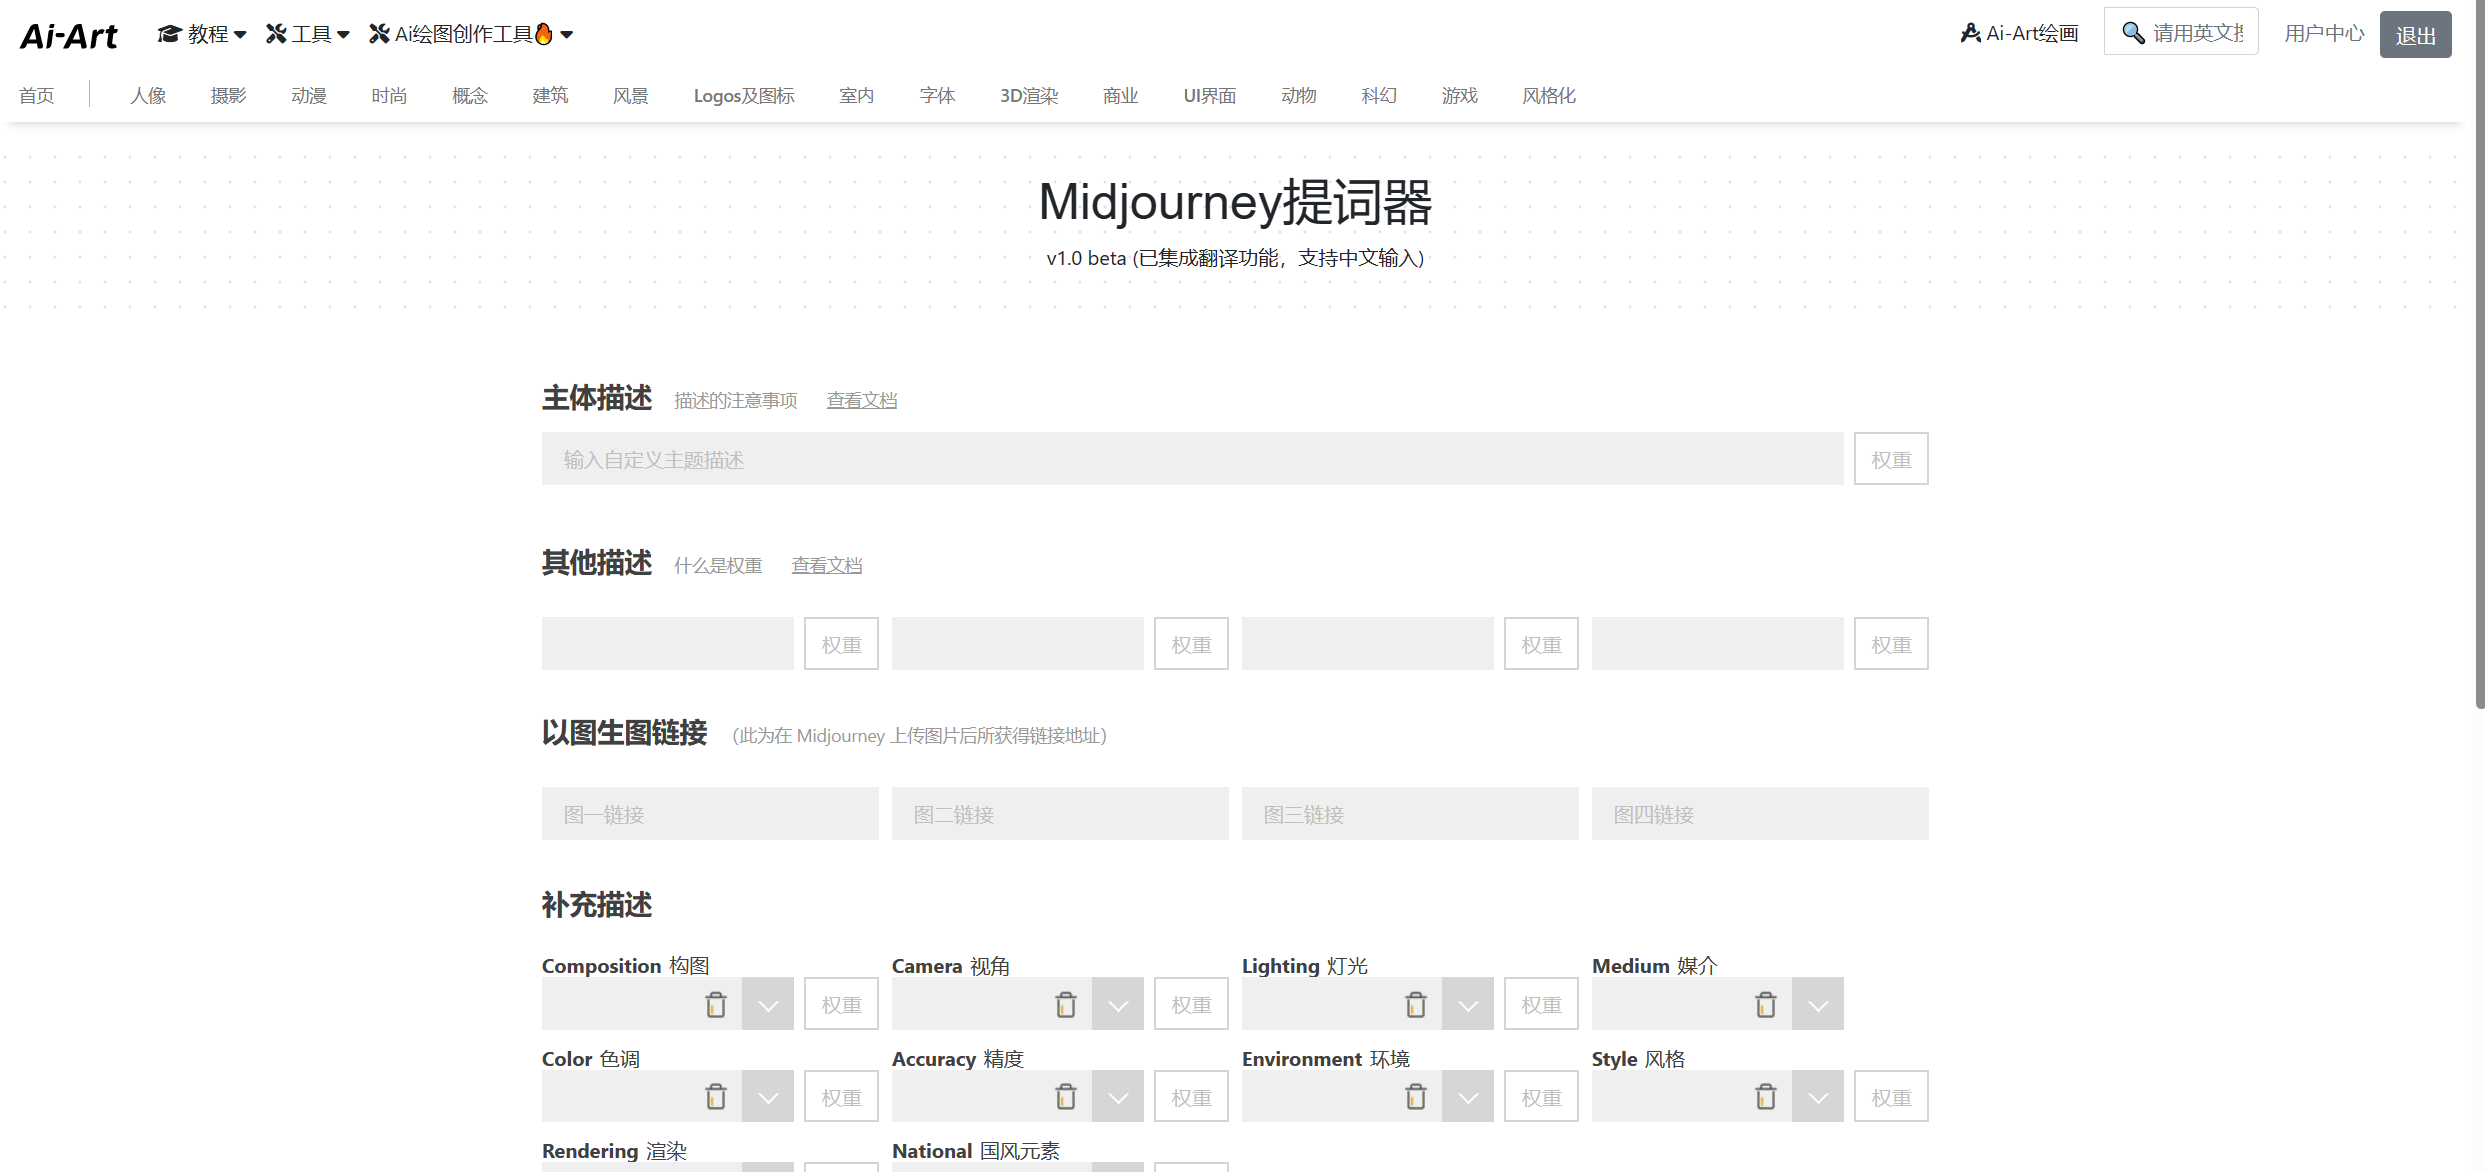 Ai-Art 教程 工具 Ai绘图创作工具 Ai-Art绘画 请用英文搜 用户中心 退出
首页 人像 摄影 动漫 时尚 概念 建筑 风景 Logos及图标 室内 字体 3D渲染 商业 UI界面 动物 科幻 游戏 风格化
Midjourney提词器
v1.0 beta (已集成翻译功能，支持中文输入)
主体描述 描述的注意事项 查看文档
输入自定义主题描述 权重
其他描述 什么是权重 查看文档
权重 权重 权重 权重
以图生图链接 （此为在 Midjourney 上传图片后所获得链接地址）
图一链接 图二链接 图三链接 图四链接
补充描述
Composition 构图 Camera 视角 Lighting 灯光 Medium 媒介
权重 权重 权重
Color 色调 Accuracy 精度 Environment 环境 Style 风格
权重 权重 权重 权重
Rendering 渲染 National 国风元素